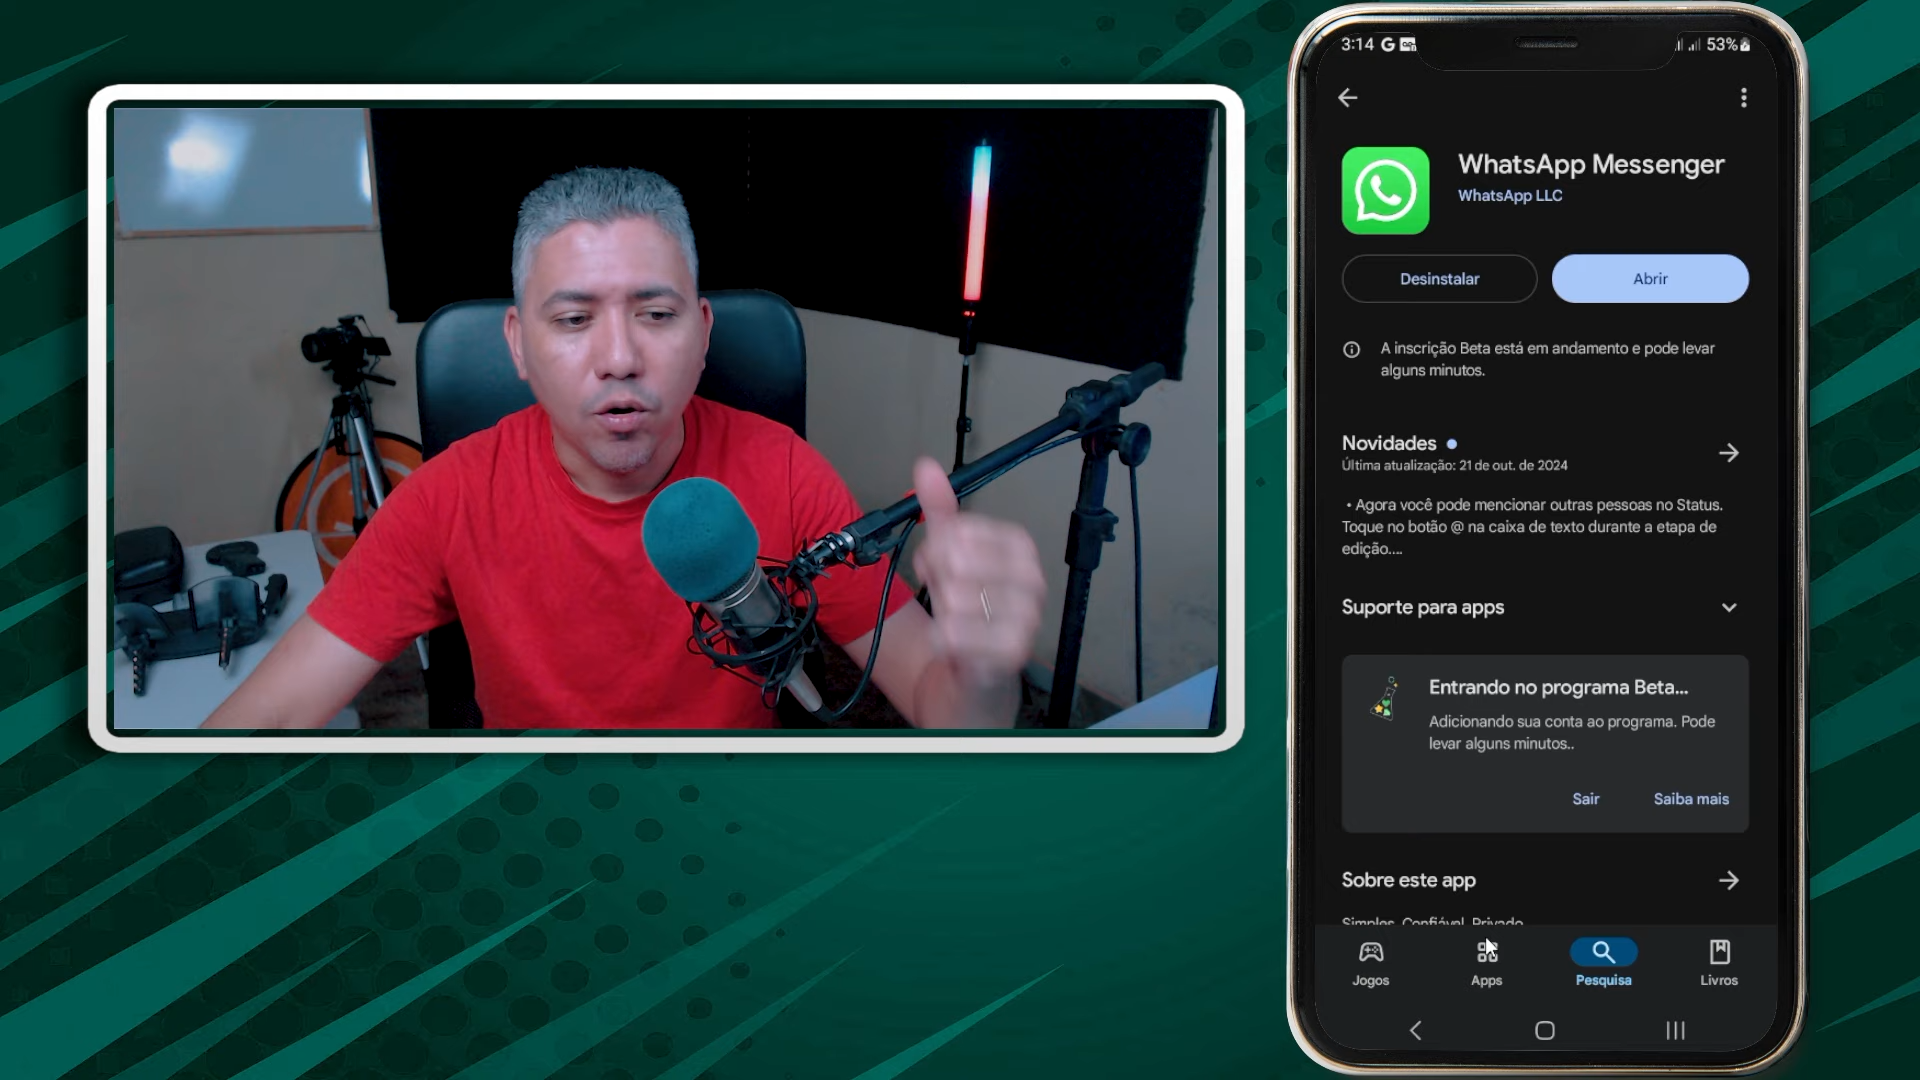 3:14 G
53%
WhatsApp Messenger
WhatsApp LLC
Desinstalar
Abrir
A inscrição Beta está em andamento e pode levar
alguns minutos.
Novidades
Última atualização: 21 de out. de 2024
• Agora você pode mencionar outras pessoas no Status.
Toque no botão @ na caixa de texto durante a etapa de
edição....
Suporte para apps
Entrando no programa Beta...
Adicionando sua conta ao programa. Pode
levar alguns minutos..
Sair
Saiba mais
Sobre este app
Simples. Confiável. Privado.
Jogos
Apps
Pesquisa
Livros